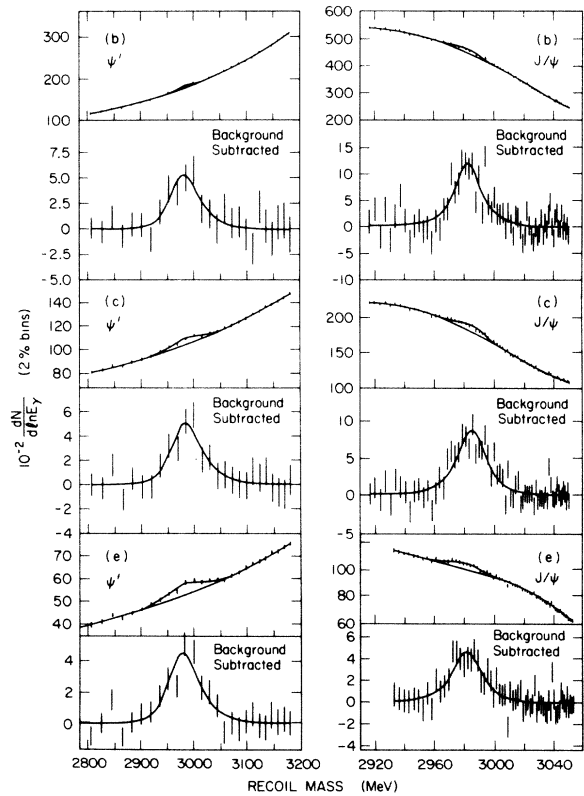 (b)
ψ'
300
200
100
Background
Subtracted
7.5
5.0
2.5
0
-2.5
-5.0
(c)
ψ'
140
120
100
80
Background
Subtracted
6
4
2
0
-2
-4
(e)
ψ'
70
60
50
40
Background
Subtracted
4
2
0
2800 2900 3000 3100 3200
(b)
J/ψ
600
500
400
300
200
Background
Subtracted
15
10
5
0
-5
-10
(c)
J/ψ
200
100
Background
Subtracted
10
5
0
-5
(e)
J/ψ
100
80
60
Background
Subtracted
6
4
2
0
-2
-4
2920 2960 3000 3040
10⁻² dN/dℓnEγ (2% bins)
RECOIL MASS (MeV)